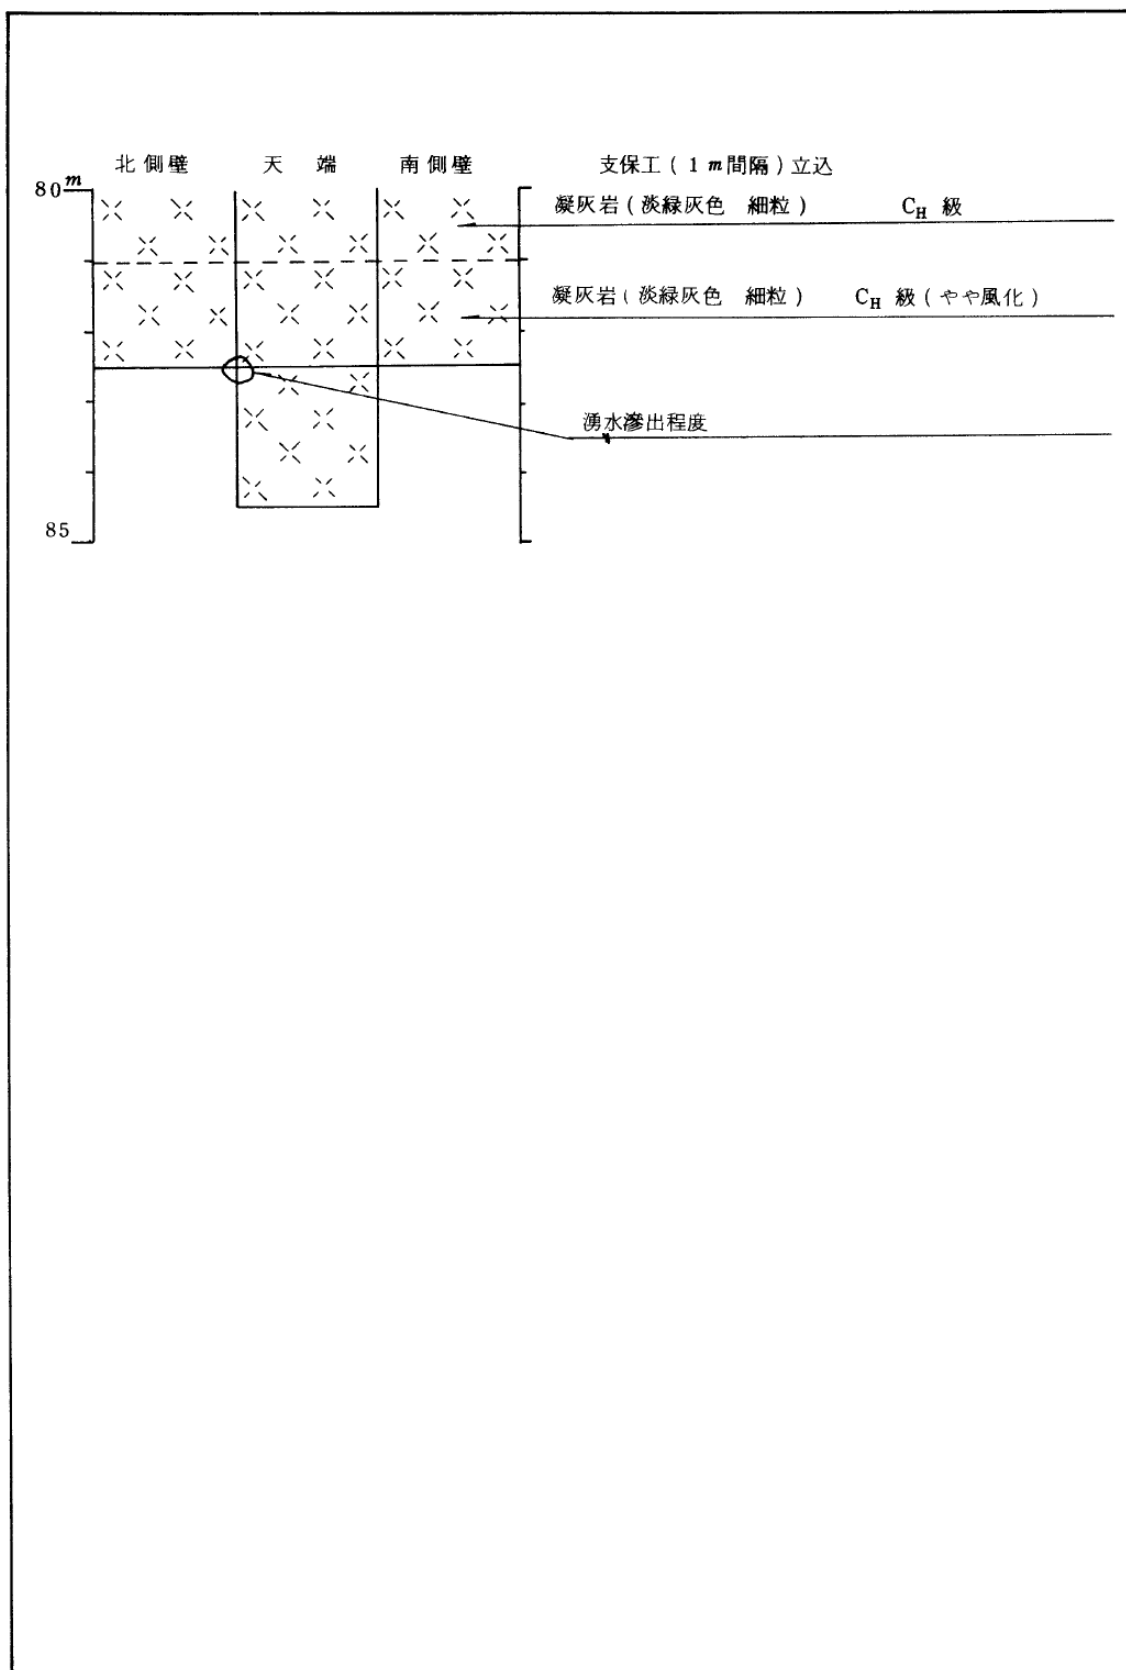 北側壁 天端 南側壁 支保工(1m間隔)立込
80m
凝灰岩(淡緑灰色 細粒) CH 級
凝灰岩(淡緑灰色 細粒) CH 級(やや風化)
湧水滲出程度
85